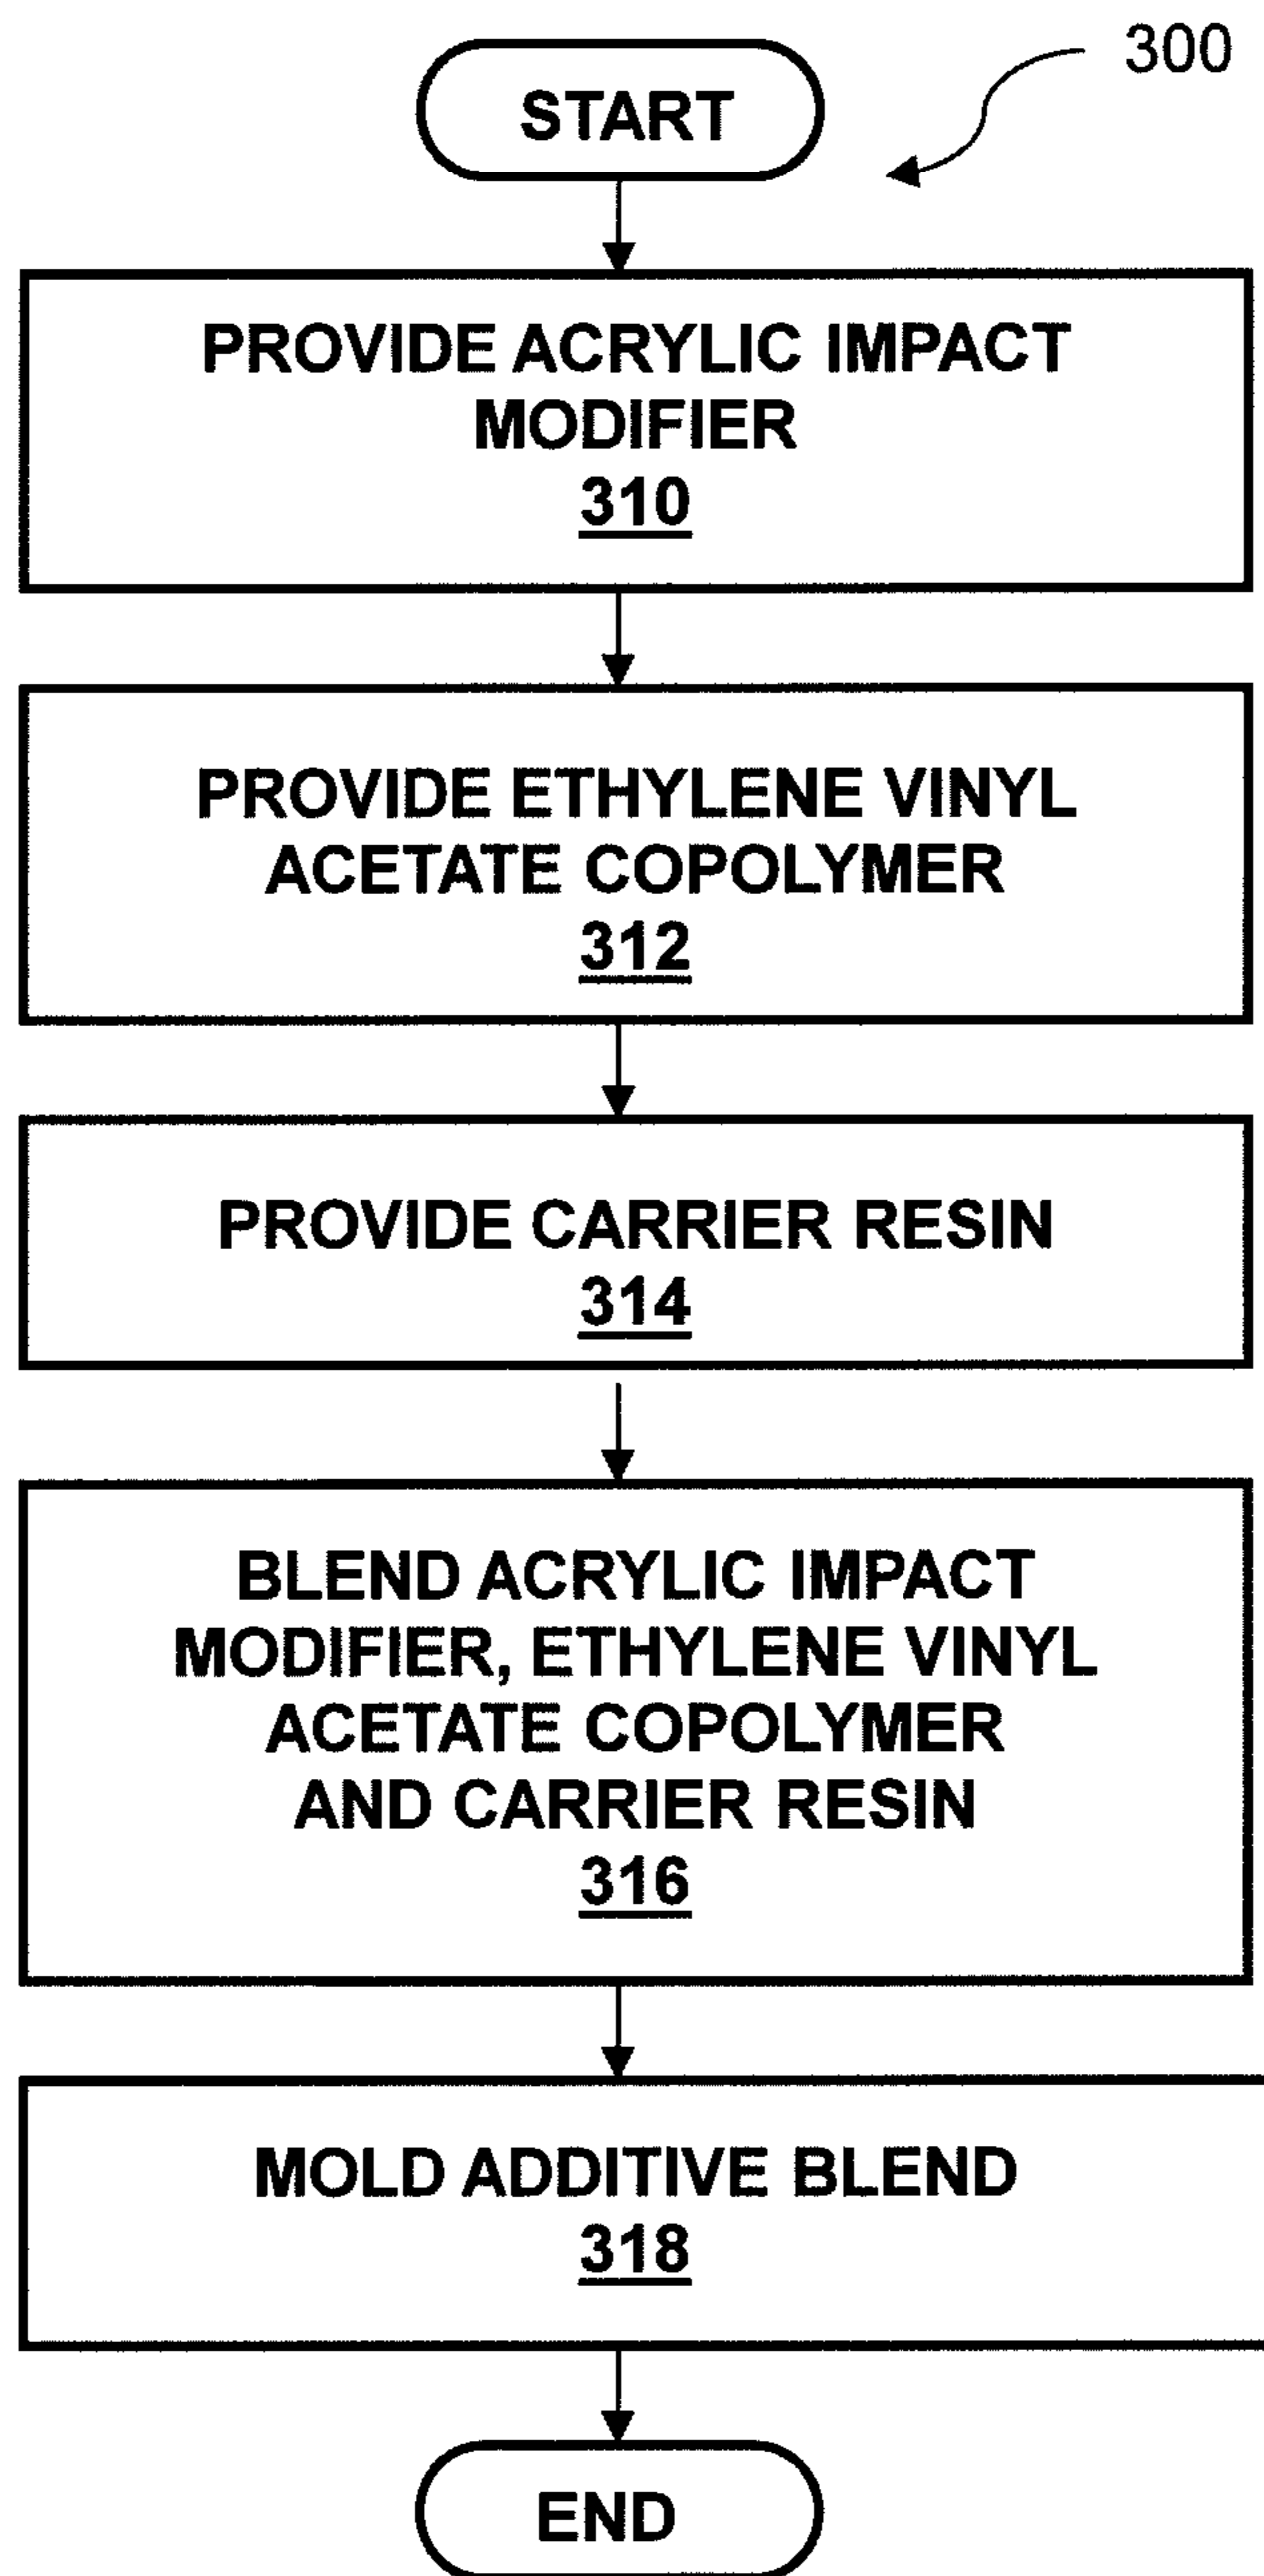 300
START
PROVIDE ACRYLIC IMPACT
MODIFIER
310
PROVIDE ETHYLENE VINYL
ACETATE COPOLYMER
312
PROVIDE CARRIER RESIN
314
BLEND ACRYLIC IMPACT
MODIFIER, ETHYLENE VINYL
ACETATE COPOLYMER
AND CARRIER RESIN
316
MOLD ADDITIVE BLEND
318
END